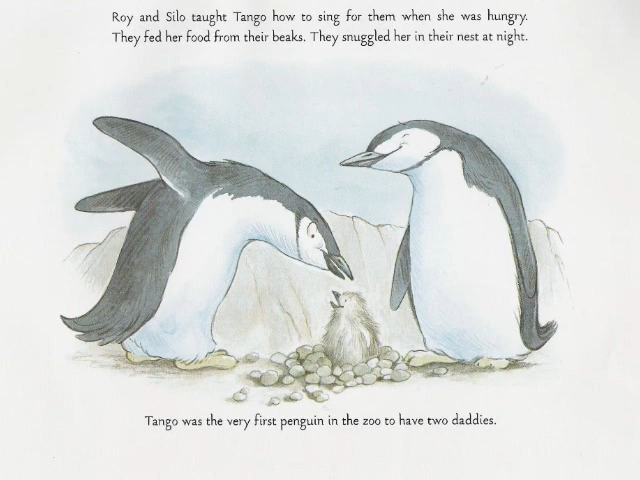 Roy and Silo taught Tango how to sing for them when she was hungry.
They fed her food from their beaks. They snuggled her in their nest at night.
Tango was the very first penguin in the zoo to have two daddies.